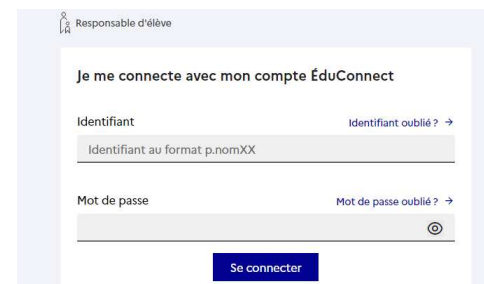 Responsable d'élève
Je me connecte avec mon compte ÉduConnect
Identifiant Identifiant oublié ? →
Identifiant au format p.nomXX
Mot de passe Mot de passe oublié ? →
Se connecter